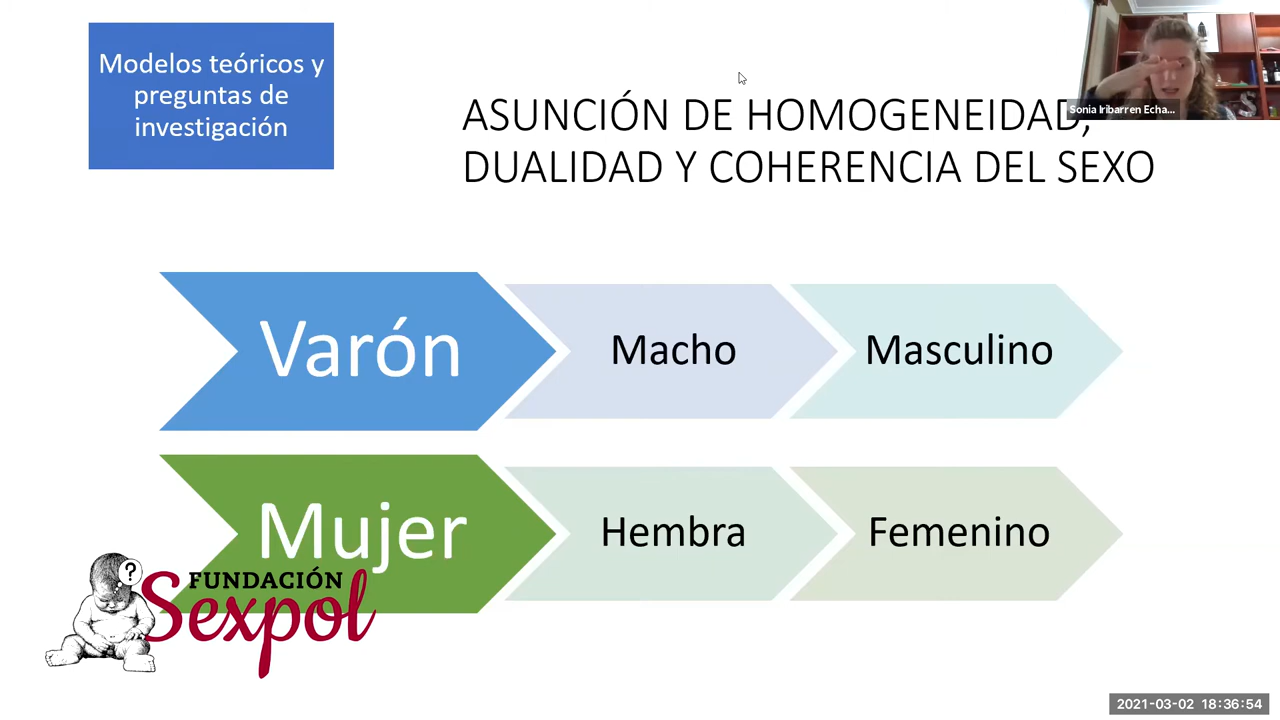 Modelos teóricos y
preguntas de
investigación
ASUNCIÓN DE HOMOGENEIDAD,
DUALIDAD Y COHERENCIA DEL SEXO
Sonia Iribarren Echa...
Varón
Macho
Masculino
Mujer
Hembra
Femenino
?
FUNDACIÓN
Sexpol
2021-03-02 18:36:54